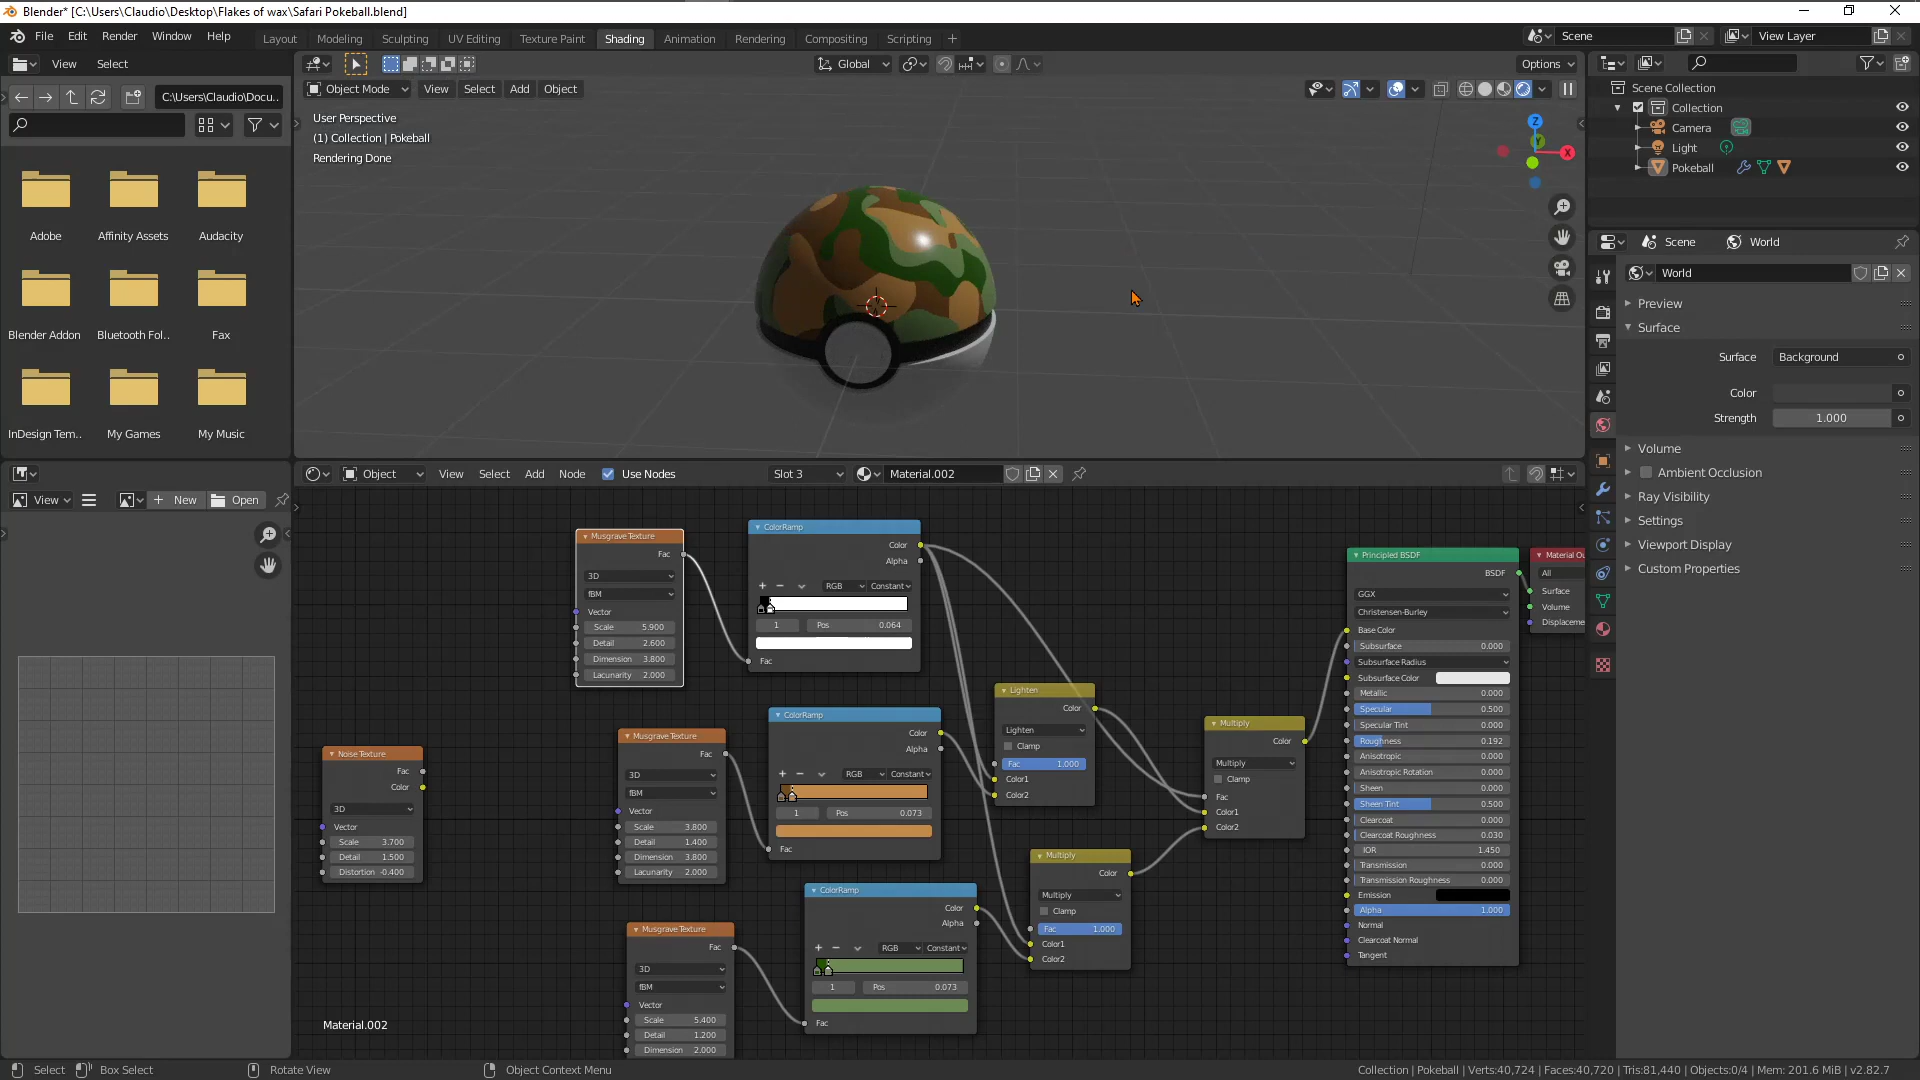 Blender* [C:\Users\Claudio\Desktop\Flakes of wax\Safari Pokeball.blend]
File Edit Render Window Help
Layout Modeling Sculpting UV Editing Texture Paint Shading Animation Rendering Compositing Scripting
Scene View Layer
View Select
Global Options
C:\Users\Claudio\Docu..
Object Mode View Select Add Object
User Perspective
(1) Collection | Pokeball
Rendering Done
Z
Y
X
Scene Collection
Collection
Camera
Light
Pokeball
Adobe Affinity Assets Audacity
Blender Addon Bluetooth Fol.. Fax
InDesign Tem.. My Games My Music
Scene World
World
Preview
Surface
Surface Background
Color
Strength 1.000
Volume
Ambient Occlusion
Ray Visibility
Settings
Viewport Display
Custom Properties
View New Open
Object View Select Add Node Use Nodes Slot 3 Material.002
Musgrave Texture
Fac
3D
fBM
Vector
Scale 5.900
Detail 2.600
Dimension 3.800
Lacunarity 2.000
ColorRamp
Color
Alpha
RGB Constant
1 Pos 0.064
Fac
Noise Texture
Fac
Color
3D
Vector
Scale 3.700
Detail 1.500
Distortion -0.400
Musgrave Texture
Fac
3D
fBM
Vector
Scale 3.800
Detail 1.400
Dimension 3.800
Lacunarity 2.000
ColorRamp
Color
Alpha
RGB Constant
1 Pos 0.073
Fac
Musgrave Texture
Fac
3D
fBM
Vector
Scale 5.400
Detail 1.200
Dimension 2.000
ColorRamp
Color
Alpha
RGB Constant
1 Pos 0.073
Fac
Lighten
Color
Lighten
Clamp
Fac 1.000
Color1
Color2
Multiply
Color
Multiply
Clamp
Fac 1.000
Color1
Color2
Multiply
Color
Multiply
Clamp
Fac
Color1
Color2
Principled BSDF
BSDF
GGX
Christensen-Burley
Base Color
Subsurface 0.000
Subsurface Radius
Subsurface Color
Metallic 0.000
Specular 0.500
Specular Tint 0.000
Roughness 0.192
Anisotropic 0.000
Anisotropic Rotation 0.000
Sheen 0.000
Sheen Tint 0.500
Clearcoat 0.000
Clearcoat Roughness 0.030
IOR 1.450
Transmission 0.000
Transmission Roughness 0.000
Emission
Alpha 1.000
Normal
Clearcoat Normal
Tangent
Material Ou
All
Surface
Volume
Displaceme
Material.002
Select Box Select Rotate View Object Context Menu
Collection | Pokeball | Verts:40,724 | Faces:40,720 | Tris:81,440 | Objects:0/4 | Mem: 201.6 MiB | v2.82.7